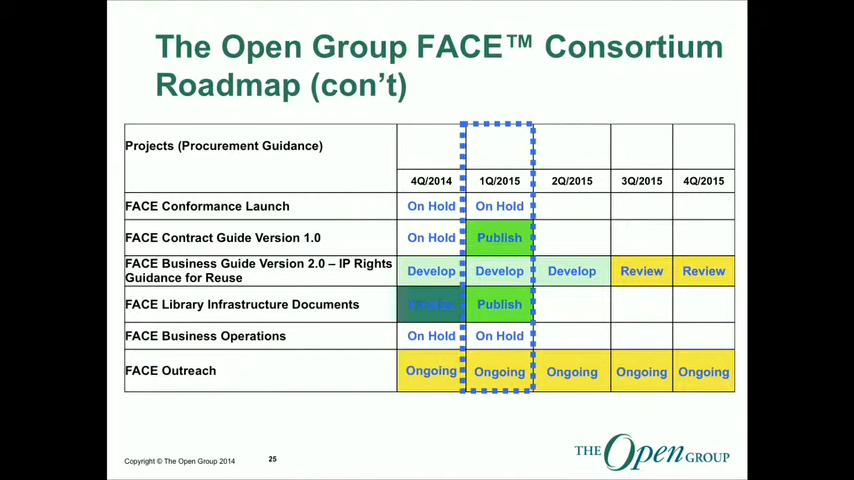 The Open Group FACE™ Consortium
Roadmap (con't)
Projects (Procurement Guidance)
4Q/2014 1Q/2015 2Q/2015 3Q/2015 4Q/2015
FACE Conformance Launch On Hold On Hold
FACE Contract Guide Version 1.0 On Hold Publish
FACE Business Guide Version 2.0 – IP Rights
Guidance for Reuse Develop Develop Develop Review Review
FACE Library Infrastructure Documents Publish
FACE Business Operations On Hold On Hold
FACE Outreach Ongoing Ongoing Ongoing Ongoing Ongoing
Copyright © The Open Group 2014 25
THE Open GROUP